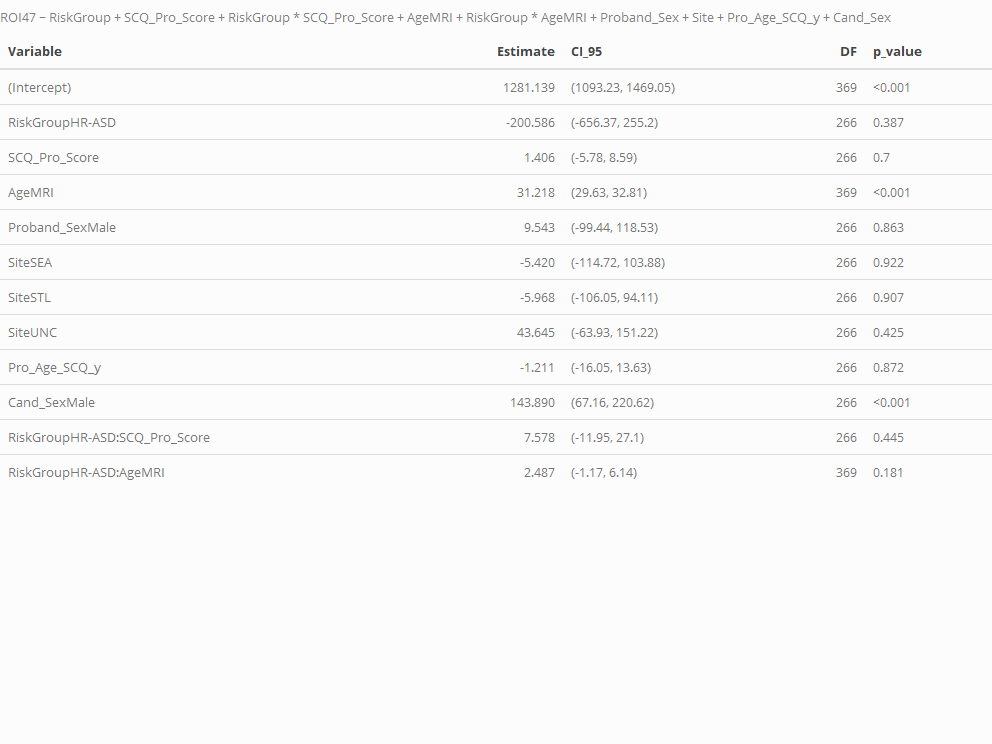 ROI47 ~ RiskGroup + SCQ_Pro_Score + RiskGroup * SCQ_Pro_Score + AgeMRI + RiskGroup * AgeMRI + Proband_Sex + Site + Pro_Age_SCQ_y + Cand_Sex
Variable Estimate CI_95 DF p_value
(Intercept) 1281.139 (1093.23, 1469.05) 369 <0.001
RiskGroupHR-ASD -200.586 (-656.37, 255.2) 266 0.387
SCQ_Pro_Score 1.406 (-5.78, 8.59) 266 0.7
AgeMRI 31.218 (29.63, 32.81) 369 <0.001
Proband_SexMale 9.543 (-99.44, 118.53) 266 0.863
SiteSEA -5.420 (-114.72, 103.88) 266 0.922
SiteSTL -5.968 (-106.05, 94.11) 266 0.907
SiteUNC 43.645 (-63.93, 151.22) 266 0.425
Pro_Age_SCQ_y -1.211 (-16.05, 13.63) 266 0.872
Cand_SexMale 143.890 (67.16, 220.62) 266 <0.001
RiskGroupHR-ASD:SCQ_Pro_Score 7.578 (-11.95, 27.1) 266 0.445
RiskGroupHR-ASD:AgeMRI 2.487 (-1.17, 6.14) 369 0.181